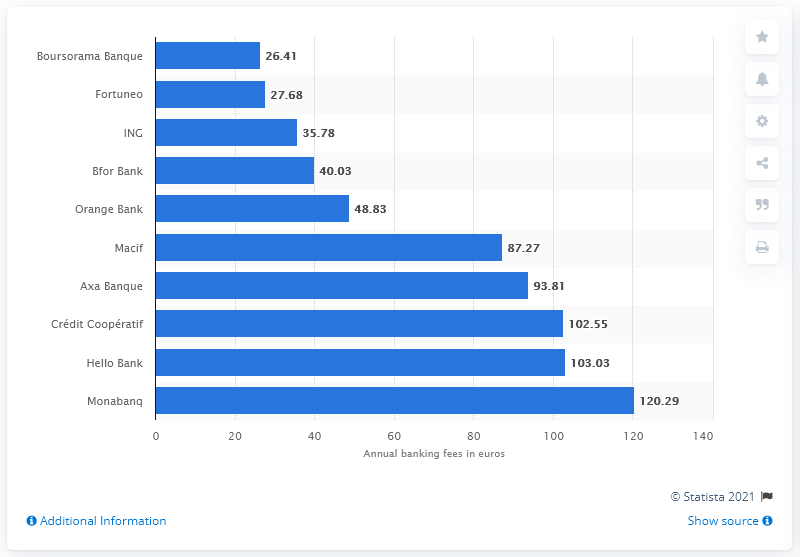 Boursorama Banque 26.41
Fortuneo 27.68
ING 35.78
Bfor Bank 40.03
Orange Bank 48.83
Macif 87.27
Axa Banque 93.81
Crédit Coopératif 102.55
Hello Bank 103.03
Monabanq 120.29
0 20 40 60 80 100 120 140
Annual banking fees in euros
© Statista 2021
Additional Information Show source